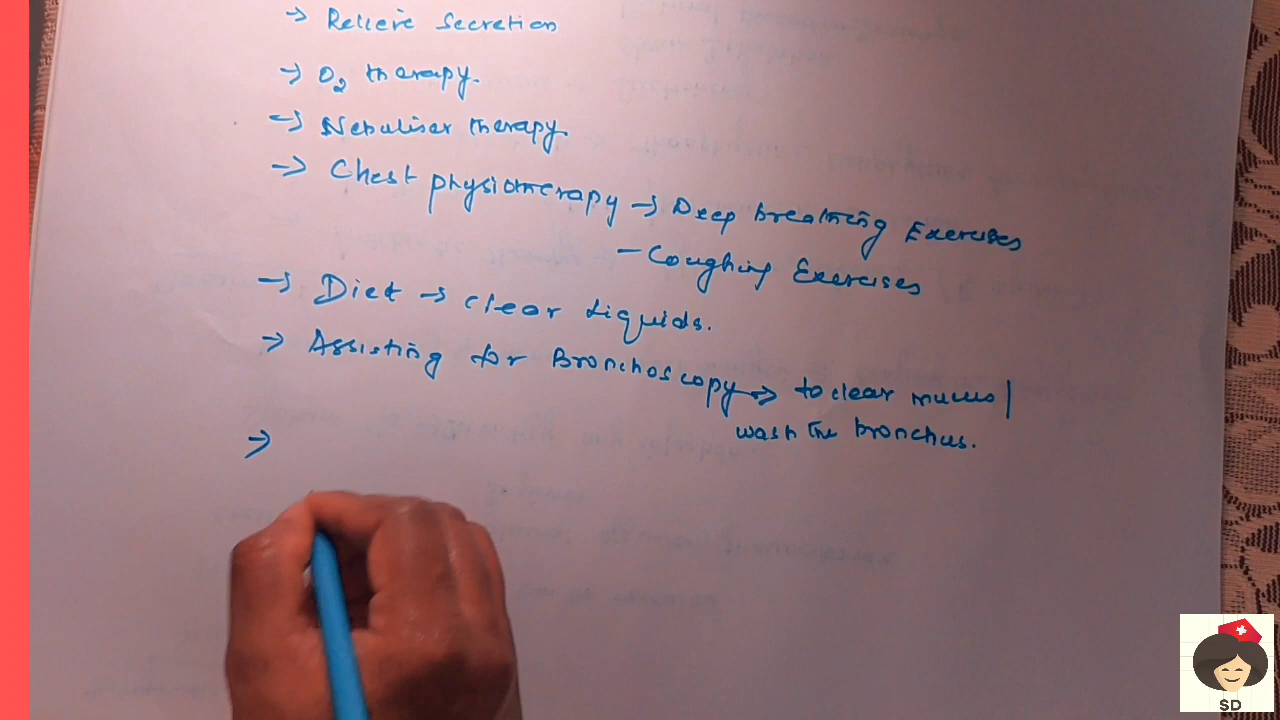 → Relieve Secretion
→ O₂ therapy.
→ Nebuliser therapy.
→ Chest physiotherapy → Deep Breathing Exercises
– Coughing Exercises
→ Diet → clear Liquids.
→ Assisting for Bronchoscopy → to clear mucus |
wash the bronchus.
→
SD